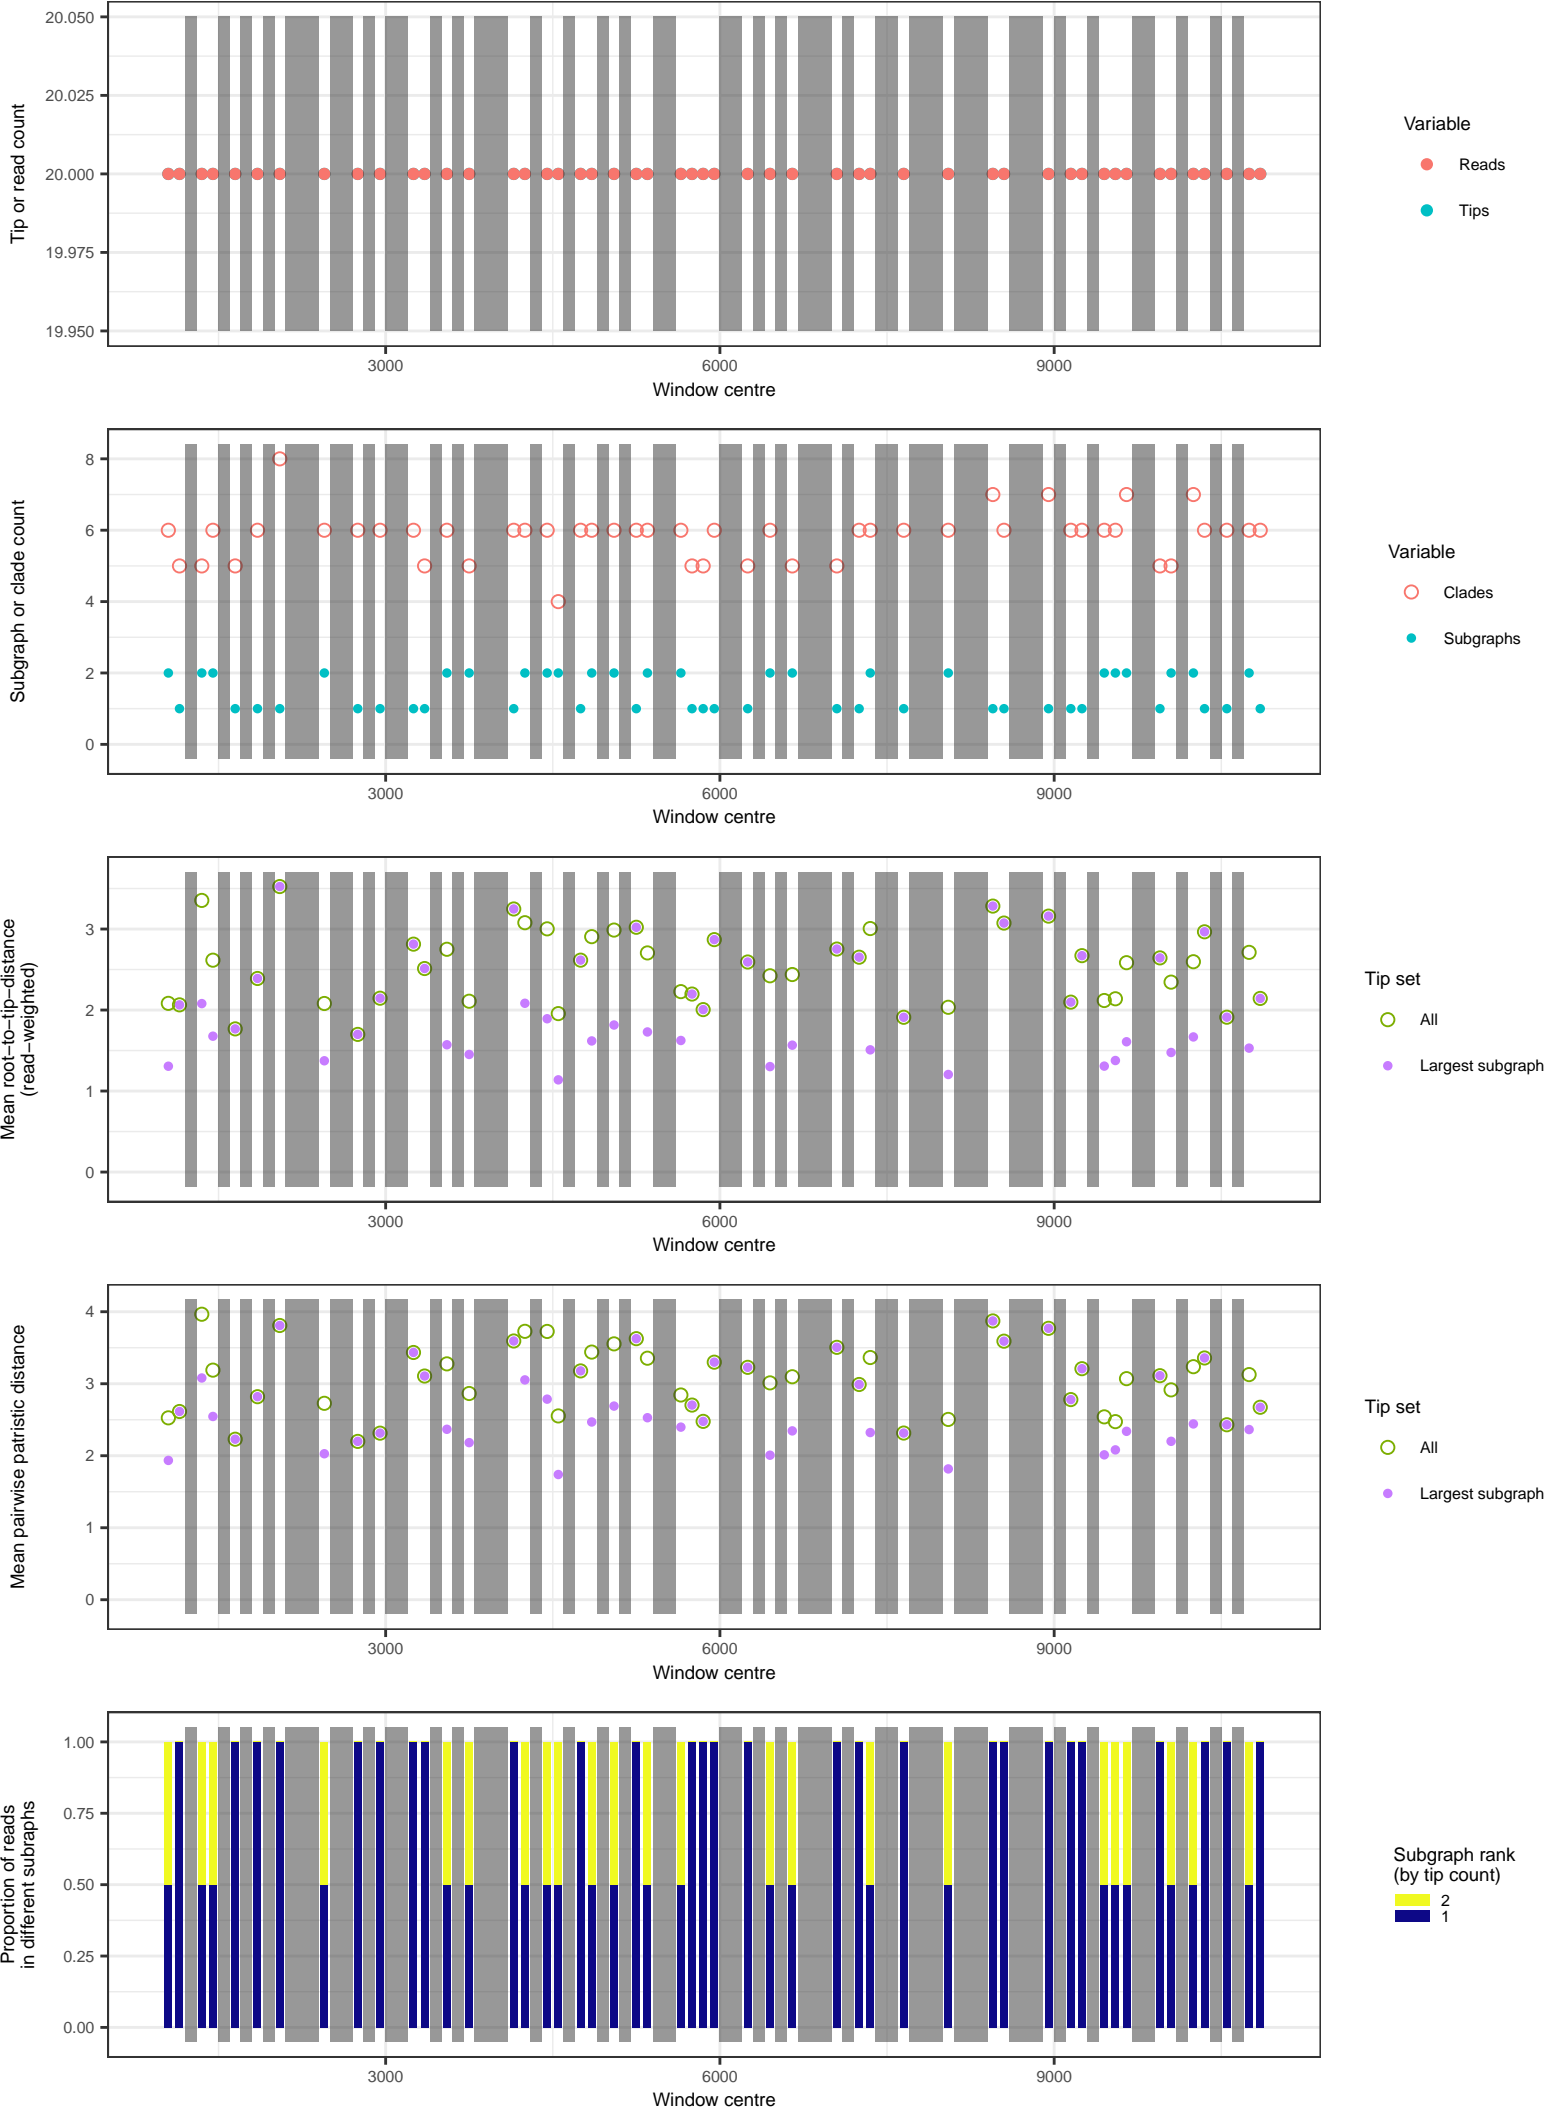 20.050
20.025
20.000
19.975
19.950
Tip or read count
3000
6000
9000
Window centre
Variable
Reads
Tips
8
6
4
2
0
Subgraph or clade count
3000
6000
9000
Window centre
Variable
Clades
Subgraphs
3
2
1
0
Mean root−to−tip−distance
(read−weighted)
3000
6000
9000
Window centre
Tip set
All
Largest subgraph
4
3
2
1
0
Mean pairwise patristic distance
3000
6000
9000
Window centre
Tip set
All
Largest subgraph
1.00
0.75
0.50
0.25
0.00
Proportion of reads
in different subraphs
3000
6000
9000
Window centre
Subgraph rank
(by tip count)
2
1